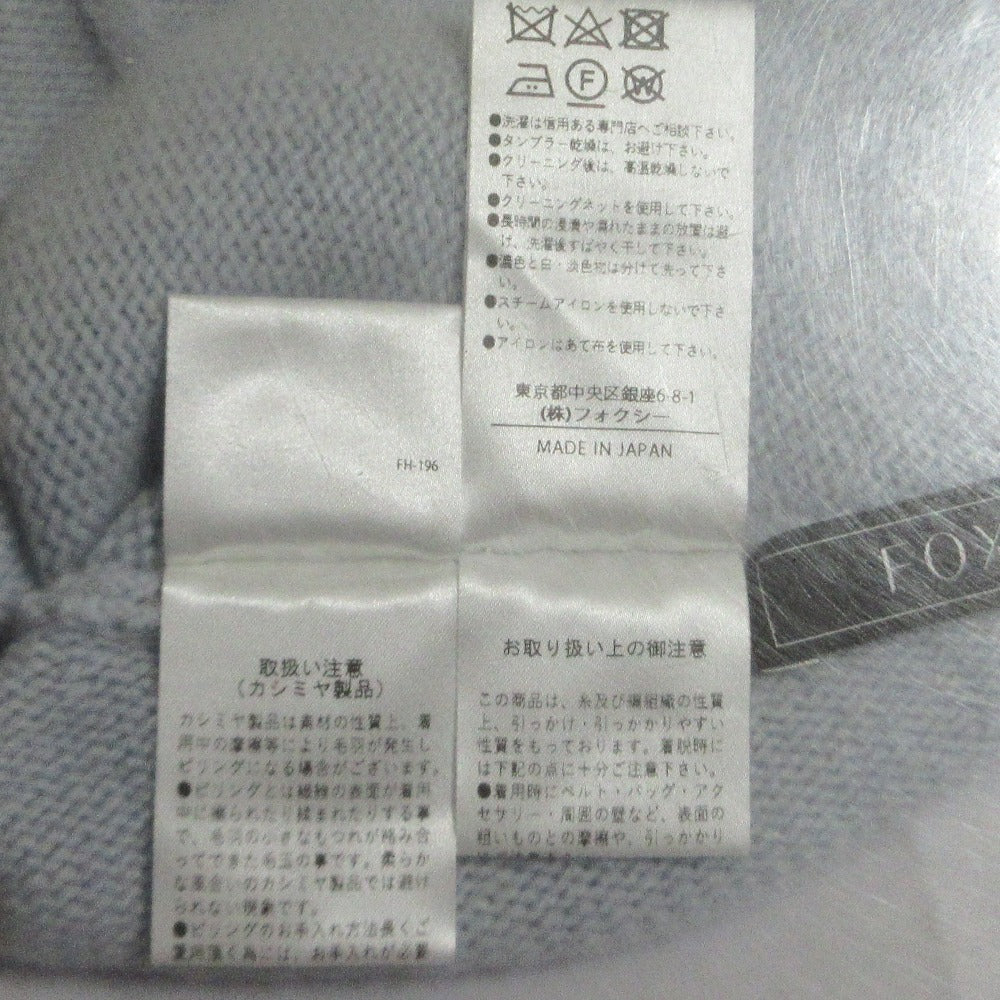 F
W
●洗濯は信用ある専門店へご相談下さい。
●タンブラー乾燥は、お避け下さい。
●クリーニング後は、高温乾燥しないで
下さい。
●クリーニングネットを使用して下さい。
●長時間の浸漬や濡れたままの放置は避
け、洗濯後すばやく干して下さい。
●濃色と白・淡色物は分けて洗って下さ
い。
●スチームアイロンを使用しないで下さ
い。
●アイロンはあて布を使用して下さい。
東京都中央区銀座6-8-1
(株)フォクシー
MADE IN JAPAN
FH-196
FOX
取扱い注意
（カシミヤ製品）
カシミヤ製品は素材の性質上、着
用中の摩擦等により毛羽が発生し
ピリングになる場合がございます。
●ピリングとは繊維の表面が着用
中に擦られたり揉まれたりする事
で、毛羽の小さなもつれが絡み合
ってできた毛玉の事です。柔らか
な風合いのカシミヤ製品では避け
られない現象です。
●ピリングのお手入れ方法長くご
愛用頂く為には、お手入れが必要
お取り扱い上の御注意
この商品は、糸及び編組織の性質
上、引っかけ・引っかかりやすい
性質をもっております。着脱時に
は下記の点に十分ご注意下さい。
●着用時にベルト・バッグ・アク
セサリー・周囲の壁など、表面の
粗いものとの摩擦や、引っかかり